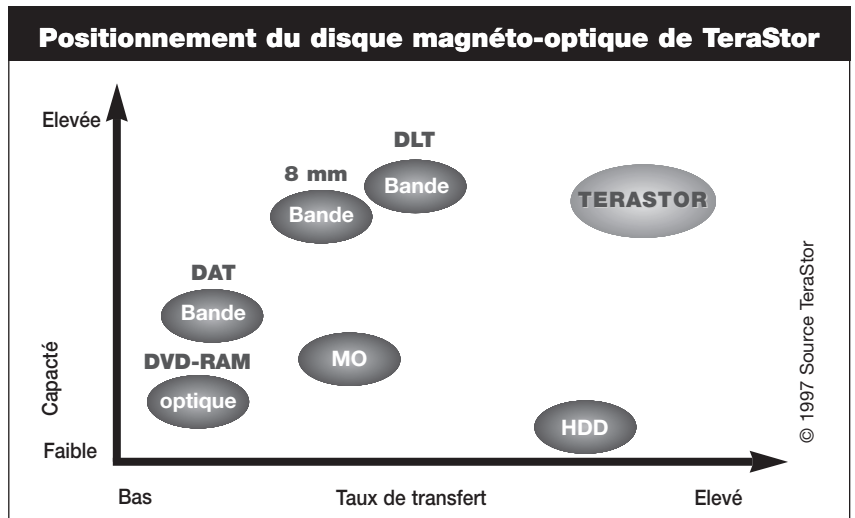 Positionnement du disque magnéto-optique de TeraStor
Elevée
DLT
Bande
8 mm
Bande
TERASTOR
DAT
Bande
MO
DVD-RAM
optique
HDD
Capacté
Faible
Bas
Taux de transfert
Elevé
© 1997 Source TeraStor